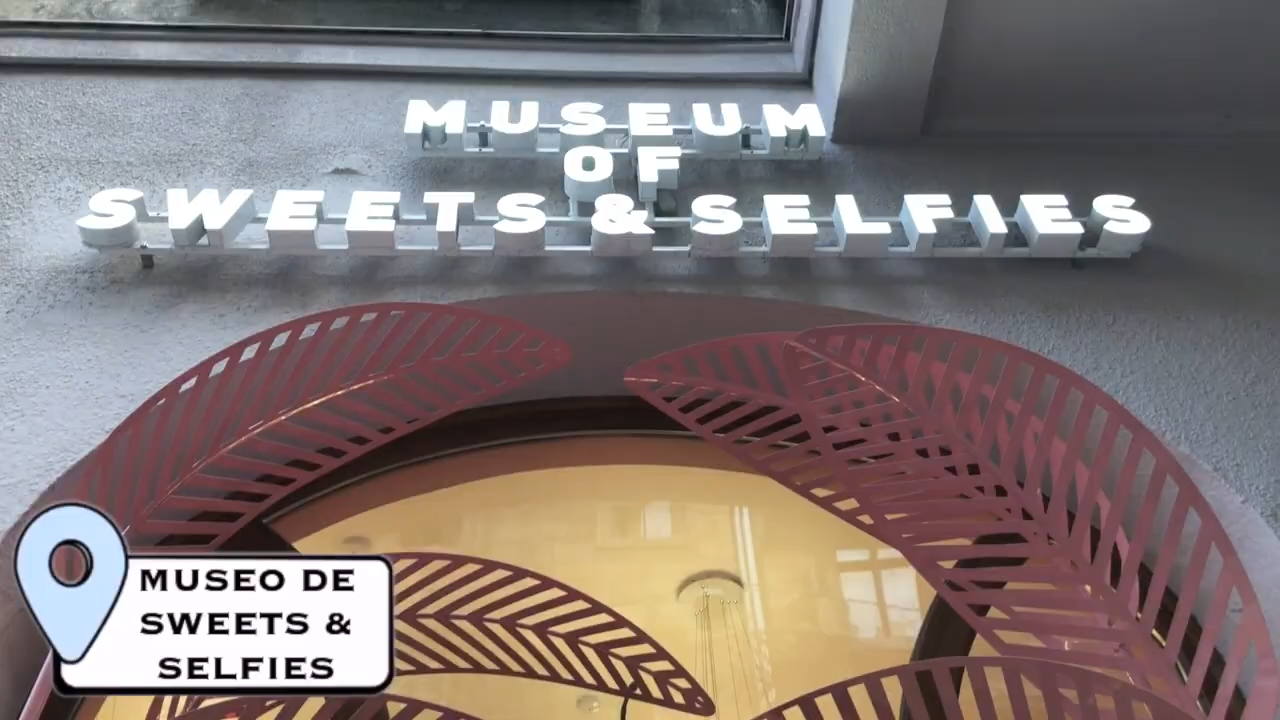 MUSEUM
OF
SWEETS & SELFIES
MUSEO DE
SWEETS &
SELFIES